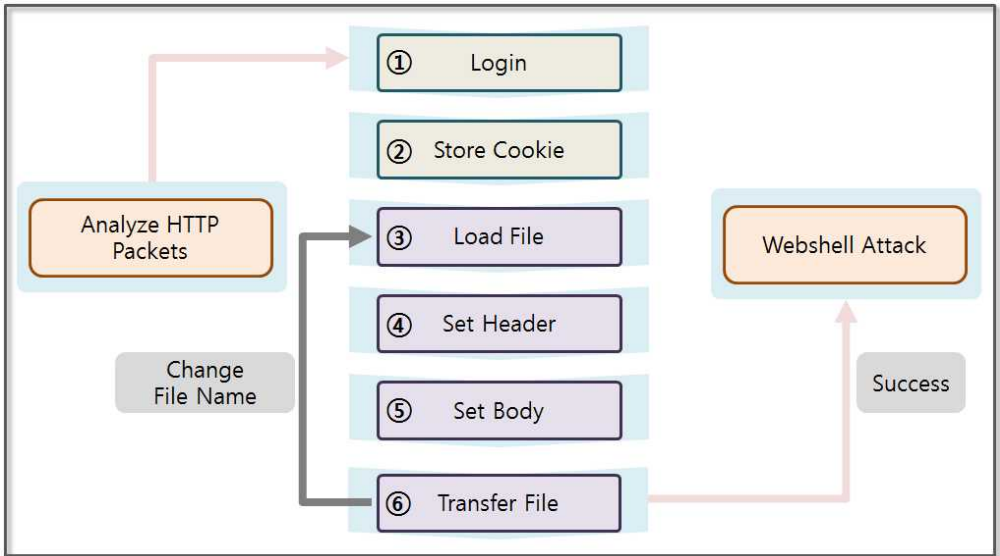 ① Login
② Store Cookie
Analyze HTTP
Packets
③ Load File
Webshell Attack
④ Set Header
Change
File Name
Success
⑤ Set Body
⑥ Transfer File